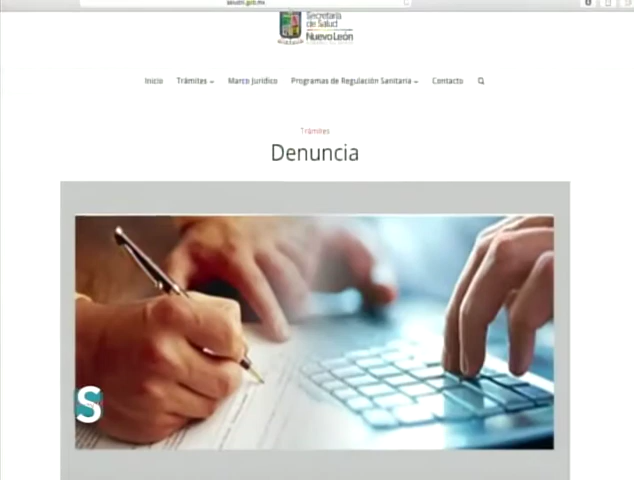 Secretaría
de Salud
Nuevo León
Inicio Trámites Marco Jurídico Programas de Regulación Sanitaria Contacto
Trámites
Denuncia
S